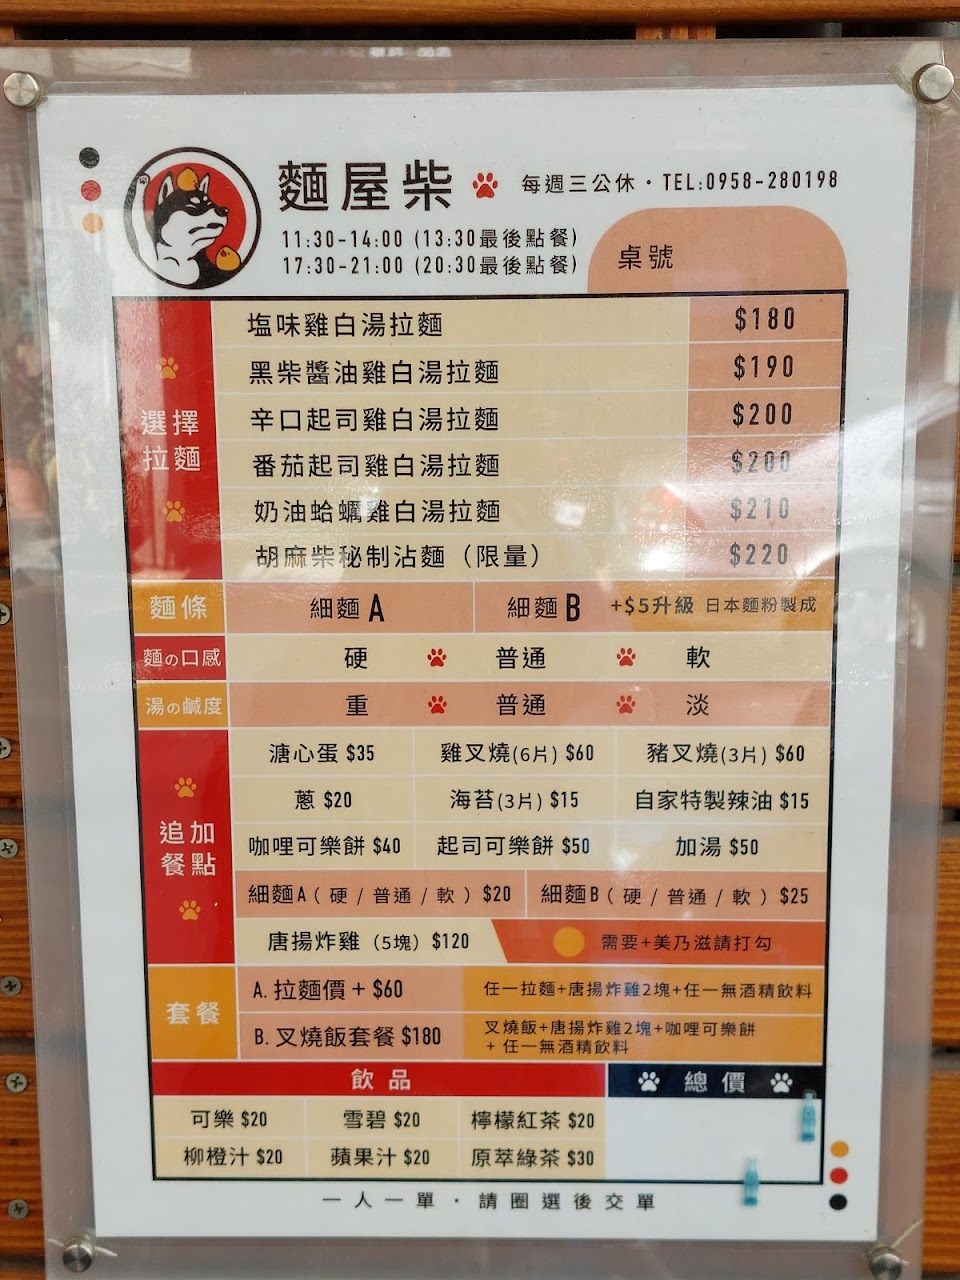 麵屋柴
每週三公休・TEL:0958-280198
11:30-14:00 (13:30最後點餐)
17:30-21:00 (20:30最後點餐)
桌號
選擇
拉麵
塩味雞白湯拉麵 $180
黑柴醬油雞白湯拉麵 $190
辛口起司雞白湯拉麵 $200
番茄起司雞白湯拉麵 $200
奶油蛤蠣雞白湯拉麵 $210
胡麻柴秘制沾麵（限量） $220
麵條 細麵A 細麵B +$5升級 日本麵粉製成
麵の口感 硬 普通 軟
湯の鹹度 重 普通 淡
追加
餐點
溏心蛋 $35 雞叉燒(6片) $60 豬叉燒(3片) $60
蔥 $20 海苔(3片) $15 自家特製辣油 $15
咖哩可樂餅 $40 起司可樂餅 $50 加湯 $50
細麵A（硬/普通/軟）$20 細麵B（硬/普通/軟）$25
唐揚炸雞（5塊）$120 需要+美乃滋請打勾
套餐
A. 拉麵價+$60 任一拉麵+唐揚炸雞2塊+任一無酒精飲料
B. 叉燒飯套餐 $180 叉燒飯+唐揚炸雞2塊+咖哩可樂餅
+ 任一無酒精飲料
飲品 總價
可樂 $20 雪碧 $20 檸檬紅茶 $20
柳橙汁 $20 蘋果汁 $20 原萃綠茶 $30
一人一單・請圈選後交單